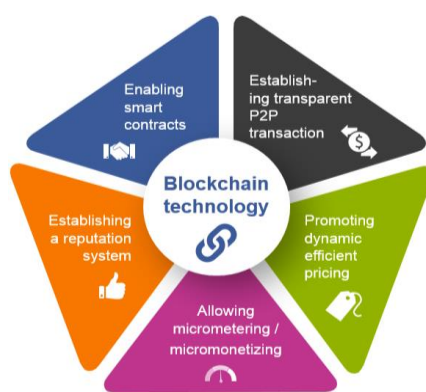 Enabling
smart
contracts
Establish-
ing transparent
P2P
transaction
$
Blockchain
technology
Establishing
a reputation
system
Promoting
dynamic
efficient
pricing
Allowing
micrometering /
micromonetizing